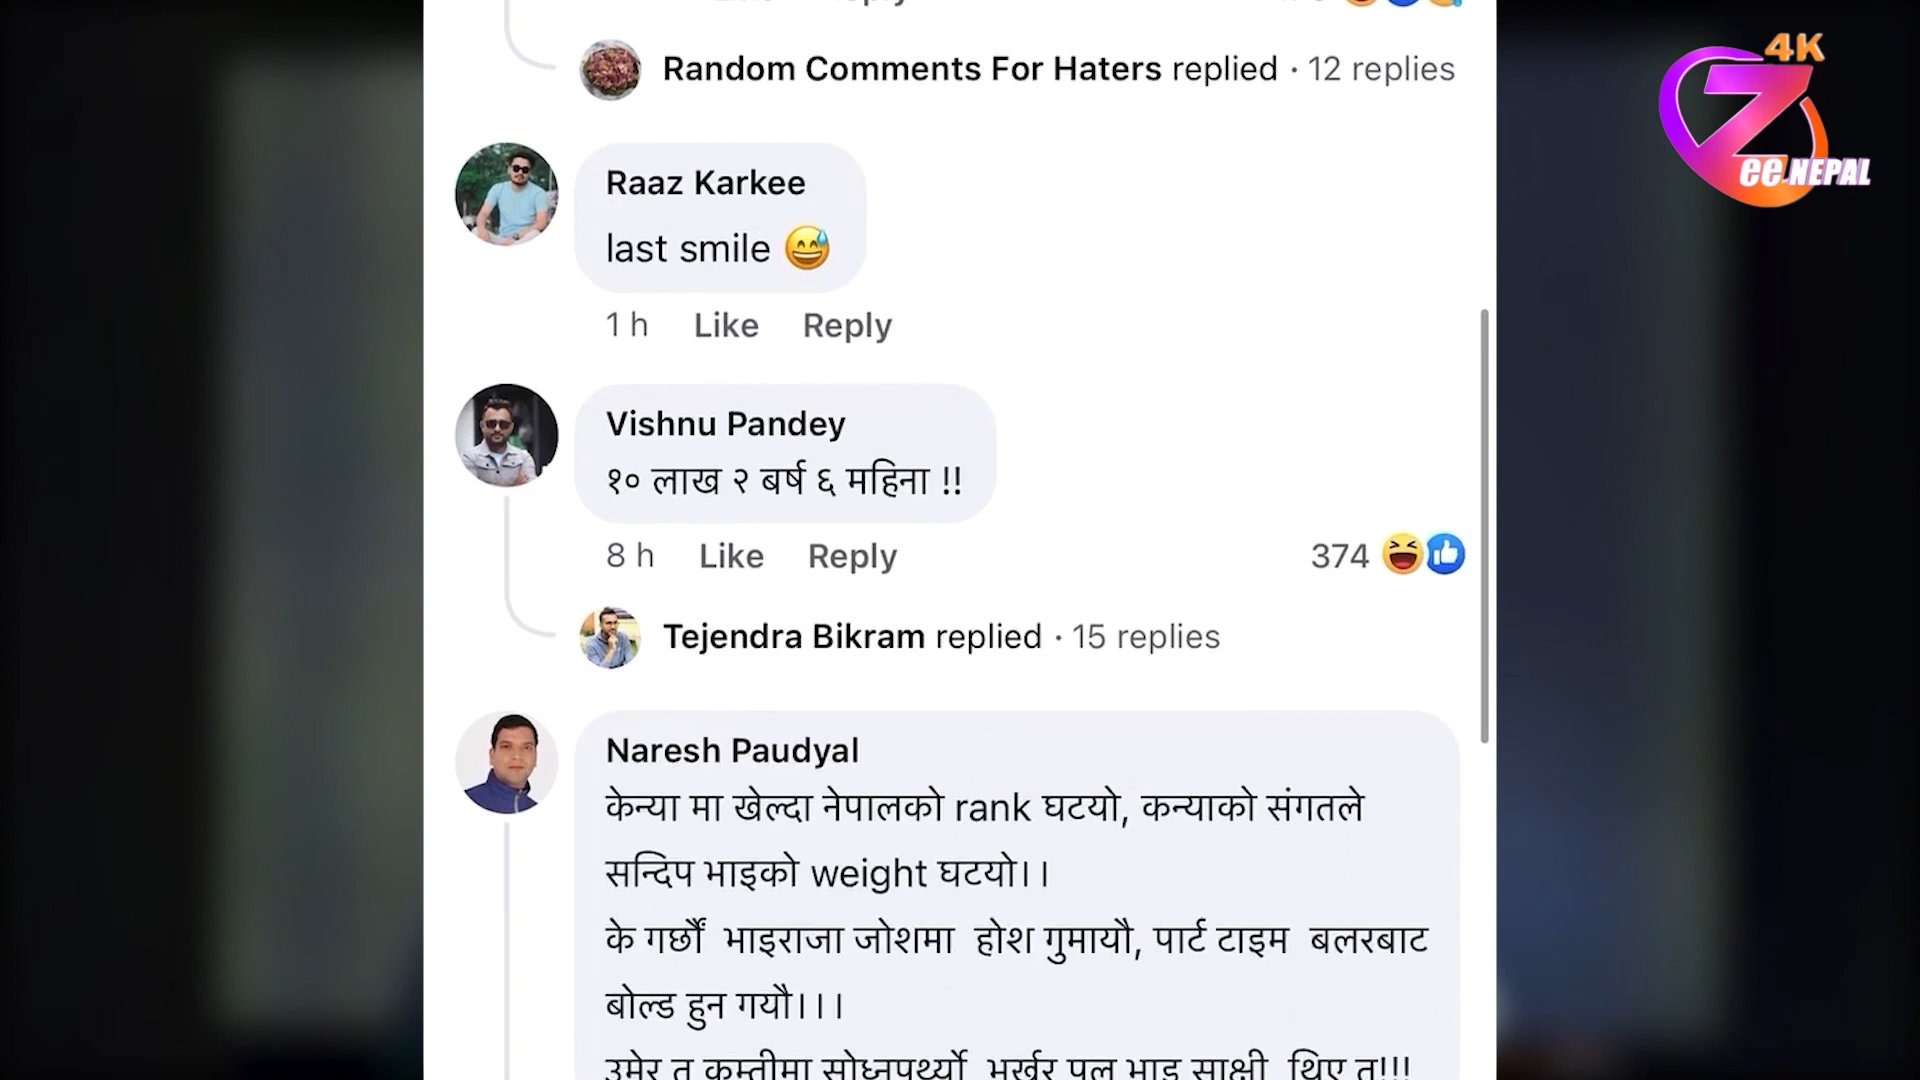 Random Comments For Haters replied · 12 replies
4K
Zee NEPAL
Raaz Karkee
last smile 😅
1 h Like Reply
Vishnu Pandey
१० लाख २ बर्ष ६ महिना !!
8 h Like Reply 374
Tejendra Bikram replied · 15 replies
Naresh Paudyal
केन्या मा खेल्दा नेपालको rank घटयो, कन्याको संगतले
सन्दिप भाइको weight घटयो।।
के गर्छौं भाइराजा जोशमा होश गुमायौ, पार्ट टाइम बलरबाट
बोल्ड हुन गयौ।।।
उमेर त कम्तीमा सोध्नुपर्थ्यो भर्खर पल भाइ साक्षी थिए त!!!